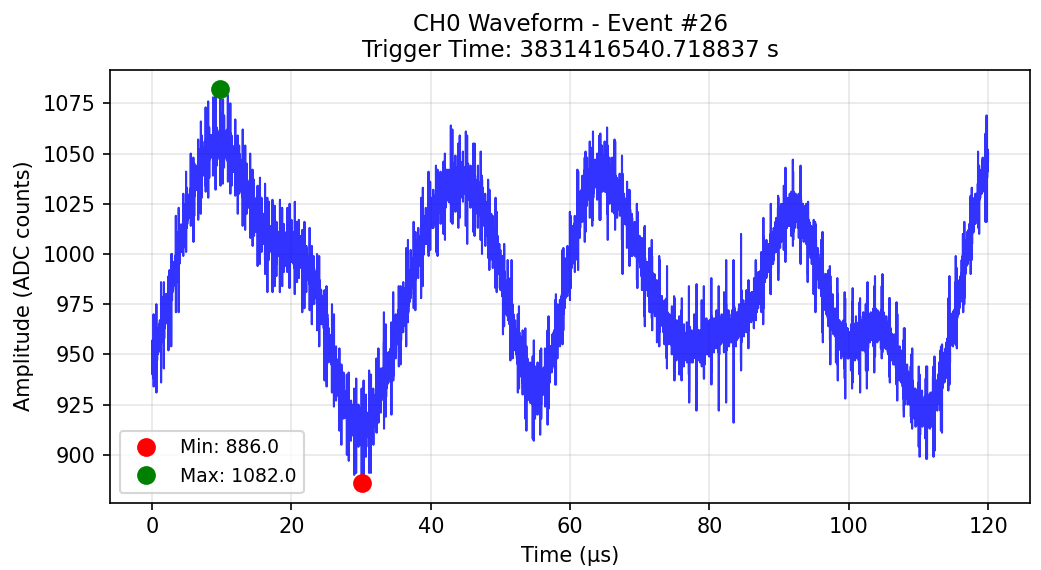 CH0 Waveform - Event #26
Trigger Time: 3831416540.718837 s
Amplitude (ADC counts)
1075
1050
1025
1000
975
950
925
900
Min: 886.0
Max: 1082.0
0 20 40 60 80 100 120
Time (µs)